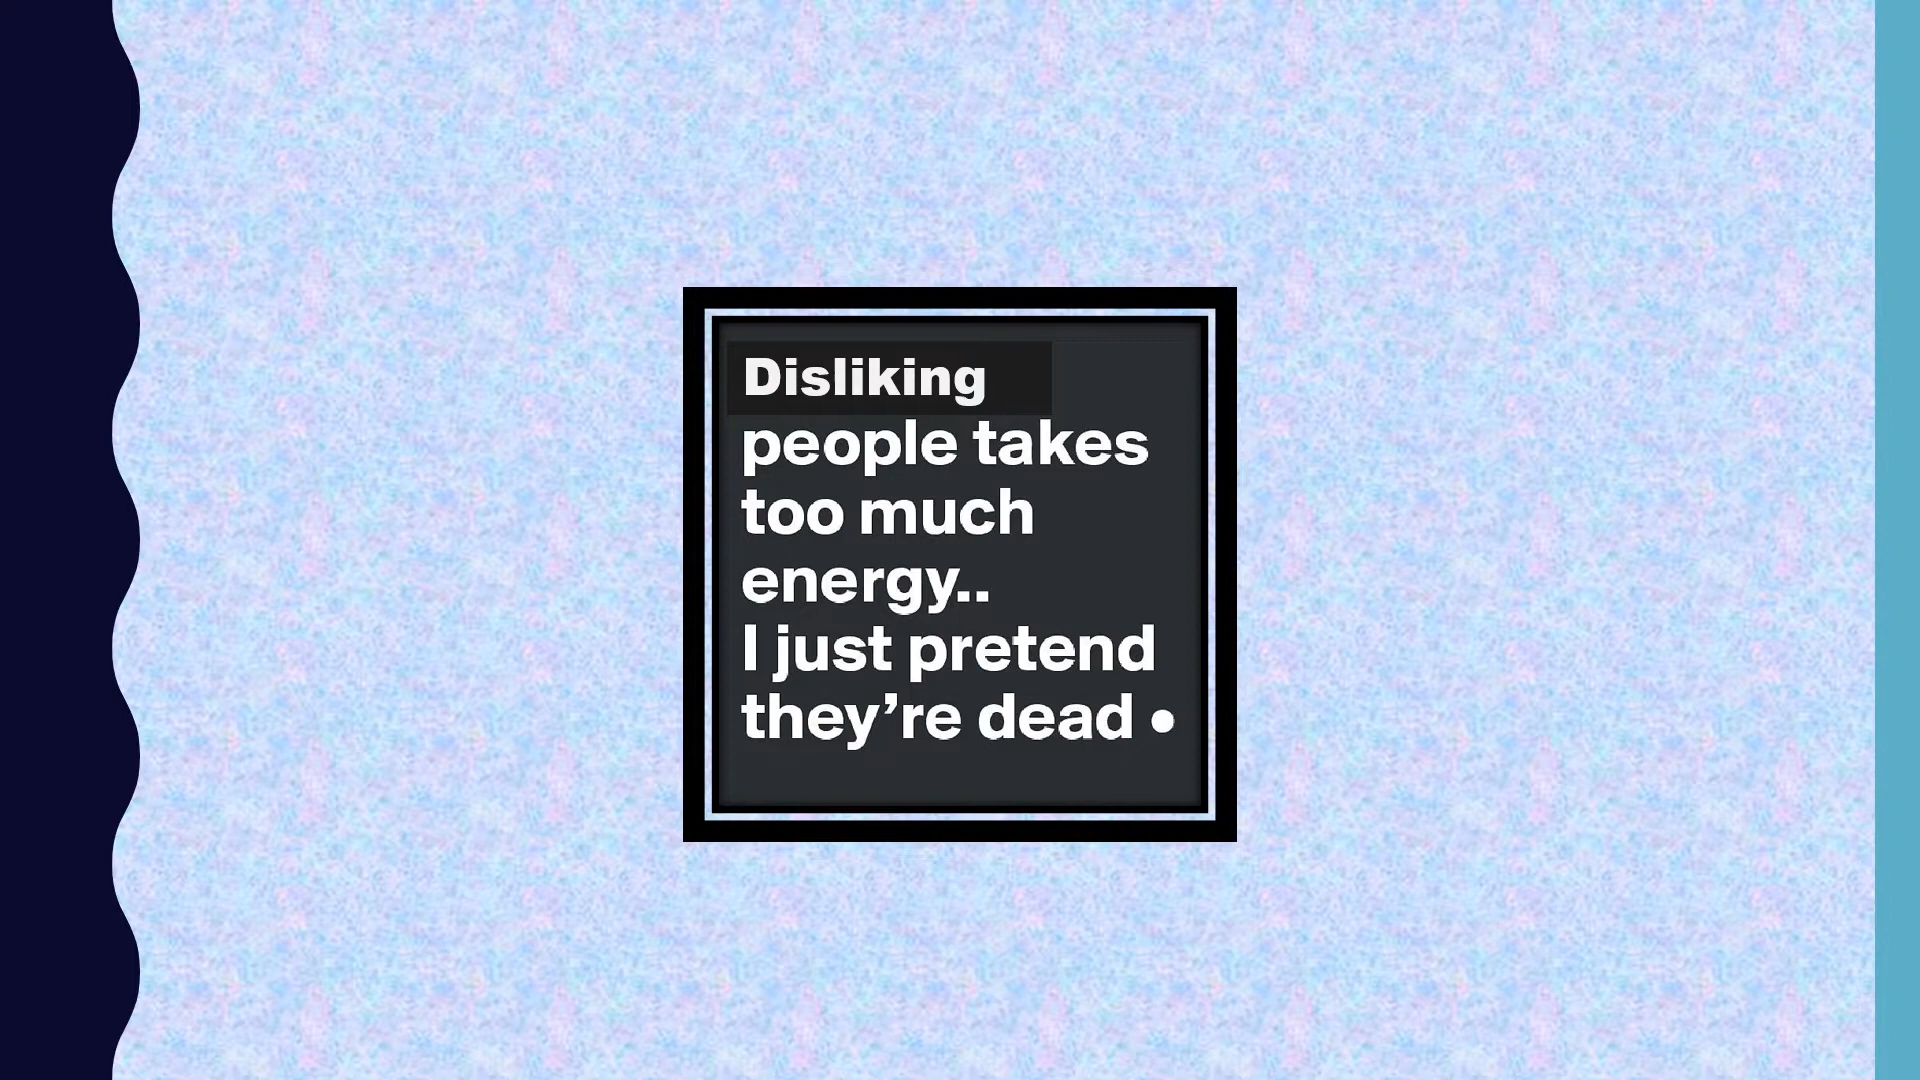 Disliking
people takes
too much
energy..
I just pretend
they’re dead •